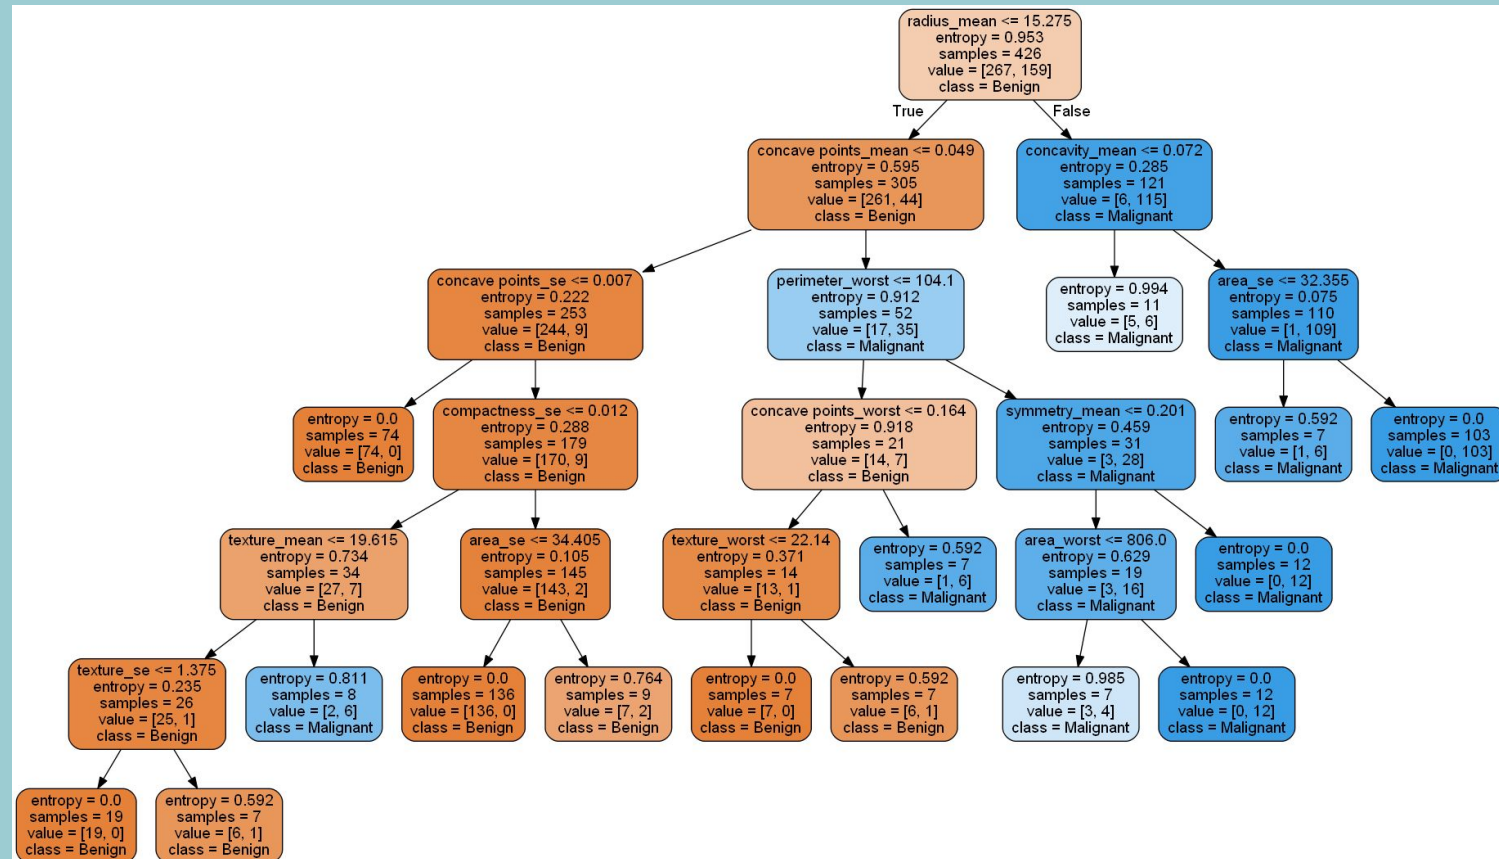 radius_mean <= 15.275
entropy = 0.953
samples = 426
value = [267, 159]
class = Benign
True
False
concave points_mean <= 0.049
entropy = 0.595
samples = 305
value = [261, 44]
class = Benign
concavity_mean <= 0.072
entropy = 0.285
samples = 121
value = [6, 115]
class = Malignant
concave points_se <= 0.007
entropy = 0.222
samples = 253
value = [244, 9]
class = Benign
perimeter_worst <= 104.1
entropy = 0.912
samples = 52
value = [17, 35]
class = Malignant
entropy = 0.994
samples = 11
value = [5, 6]
class = Malignant
area_se <= 32.355
entropy = 0.075
samples = 110
value = [1, 109]
class = Malignant
entropy = 0.0
samples = 74
value = [74, 0]
class = Benign
compactness_se <= 0.012
entropy = 0.288
samples = 179
value = [170, 9]
class = Benign
concave points_worst <= 0.164
entropy = 0.918
samples = 21
value = [14, 7]
class = Benign
symmetry_mean <= 0.201
entropy = 0.459
samples = 31
value = [3, 28]
class = Malignant
entropy = 0.592
samples = 7
value = [1, 6]
class = Malignant
entropy = 0.0
samples = 103
value = [0, 103]
class = Malignant
texture_mean <= 19.615
entropy = 0.734
samples = 34
value = [27, 7]
class = Benign
area_se <= 34.405
entropy = 0.105
samples = 145
value = [143, 2]
class = Benign
texture_worst <= 22.14
entropy = 0.371
samples = 14
value = [13, 1]
class = Benign
entropy = 0.592
samples = 7
value = [1, 6]
class = Malignant
area_worst <= 806.0
entropy = 0.629
samples = 19
value = [3, 16]
class = Malignant
entropy = 0.0
samples = 12
value = [0, 12]
class = Malignant
texture_se <= 1.375
entropy = 0.235
samples = 26
value = [25, 1]
class = Benign
entropy = 0.811
samples = 8
value = [2, 6]
class = Malignant
entropy = 0.0
samples = 136
value = [136, 0]
class = Benign
entropy = 0.764
samples = 9
value = [7, 2]
class = Benign
entropy = 0.0
samples = 7
value = [7, 0]
class = Benign
entropy = 0.592
samples = 7
value = [6, 1]
class = Benign
entropy = 0.985
samples = 7
value = [3, 4]
class = Malignant
entropy = 0.0
samples = 12
value = [0, 12]
class = Malignant
entropy = 0.0
samples = 19
value = [19, 0]
class = Benign
entropy = 0.592
samples = 7
value = [6, 1]
class = Benign